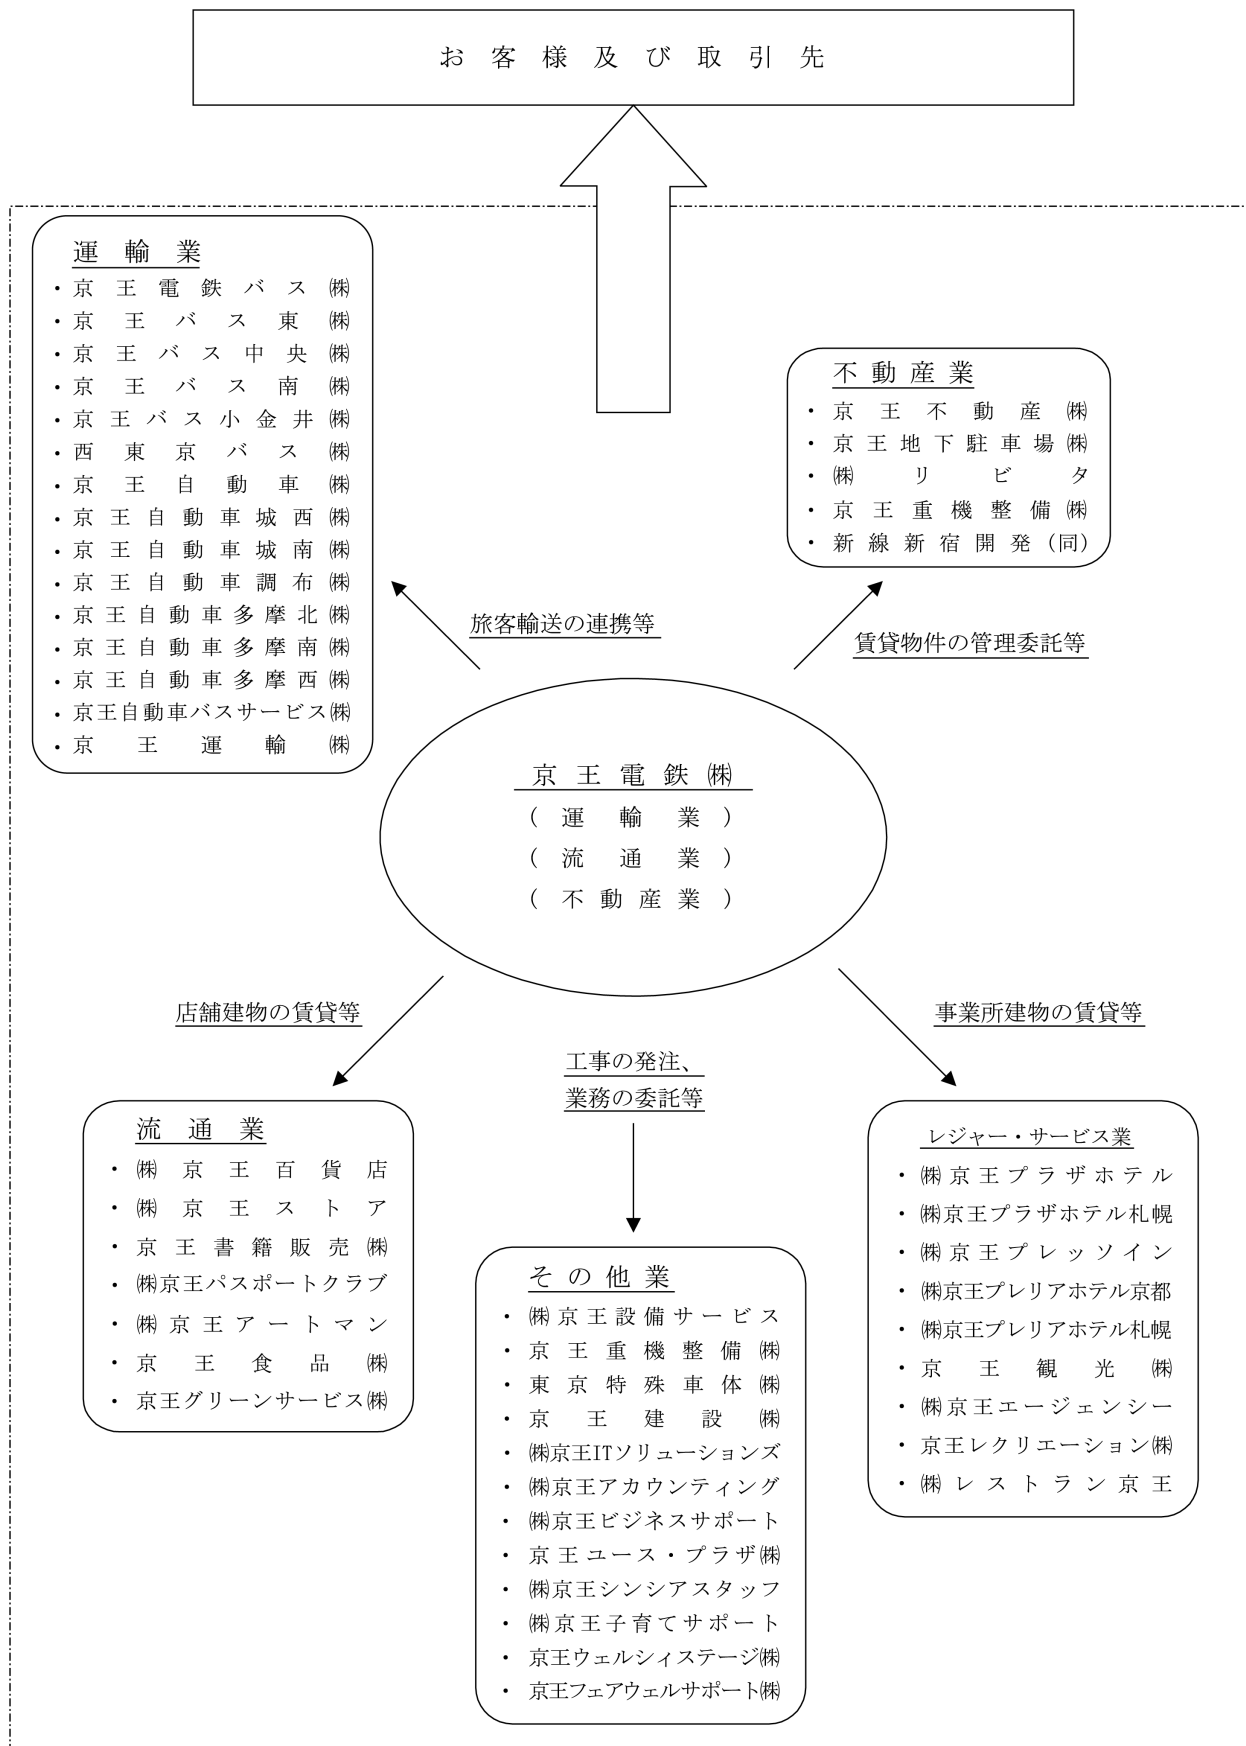 お客様及び取引先
運輸業
・京王電鉄バス㈱
・京王バス東㈱
・京王バス中央㈱
・京王バス南㈱
・京王バス小金井㈱
・西東京バス㈱
・京王自動車㈱
・京王自動車城西㈱
・京王自動車城南㈱
・京王自動車調布㈱
・京王自動車多摩北㈱
・京王自動車多摩南㈱
・京王自動車多摩西㈱
・京王自動車バスサービス㈱
・京王運輸㈱
不動産業
・京王不動産㈱
・京王地下駐車場㈱
・㈱リビタ
・京王重機整備㈱
・新線新宿開発(同)
旅客輸送の連携等
賃貸物件の管理委託等
京王電鉄㈱
(運輸業)
(流通業)
(不動産業)
店舗建物の賃貸等
工事の発注、
業務の委託等
事業所建物の賃貸等
流通業
・㈱京王百貨店
・㈱京王ストア
・京王書籍販売㈱
・㈱京王パスポートクラブ
・㈱京王アートマン
・京王食品㈱
・京王グリーンサービス㈱
その他業
・㈱京王設備サービス
・京王重機整備㈱
・東京特殊車体㈱
・京王建設㈱
・㈱京王ITソリューションズ
・㈱京王アカウンティング
・㈱京王ビジネスサポート
・京王ユース・プラザ㈱
・㈱京王シンシアスタッフ
・㈱京王子育てサポート
・京王ウェルシィステージ㈱
・京王フェアウェルサポート㈱
レジャー・サービス業
・㈱京王プラザホテル
・㈱京王プラザホテル札幌
・㈱京王プレッソイン
・㈱京王プレリアホテル京都
・㈱京王プレリアホテル札幌
・京王観光㈱
・㈱京王エージェンシー
・京王レクリエーション㈱
・㈱レストラン京王